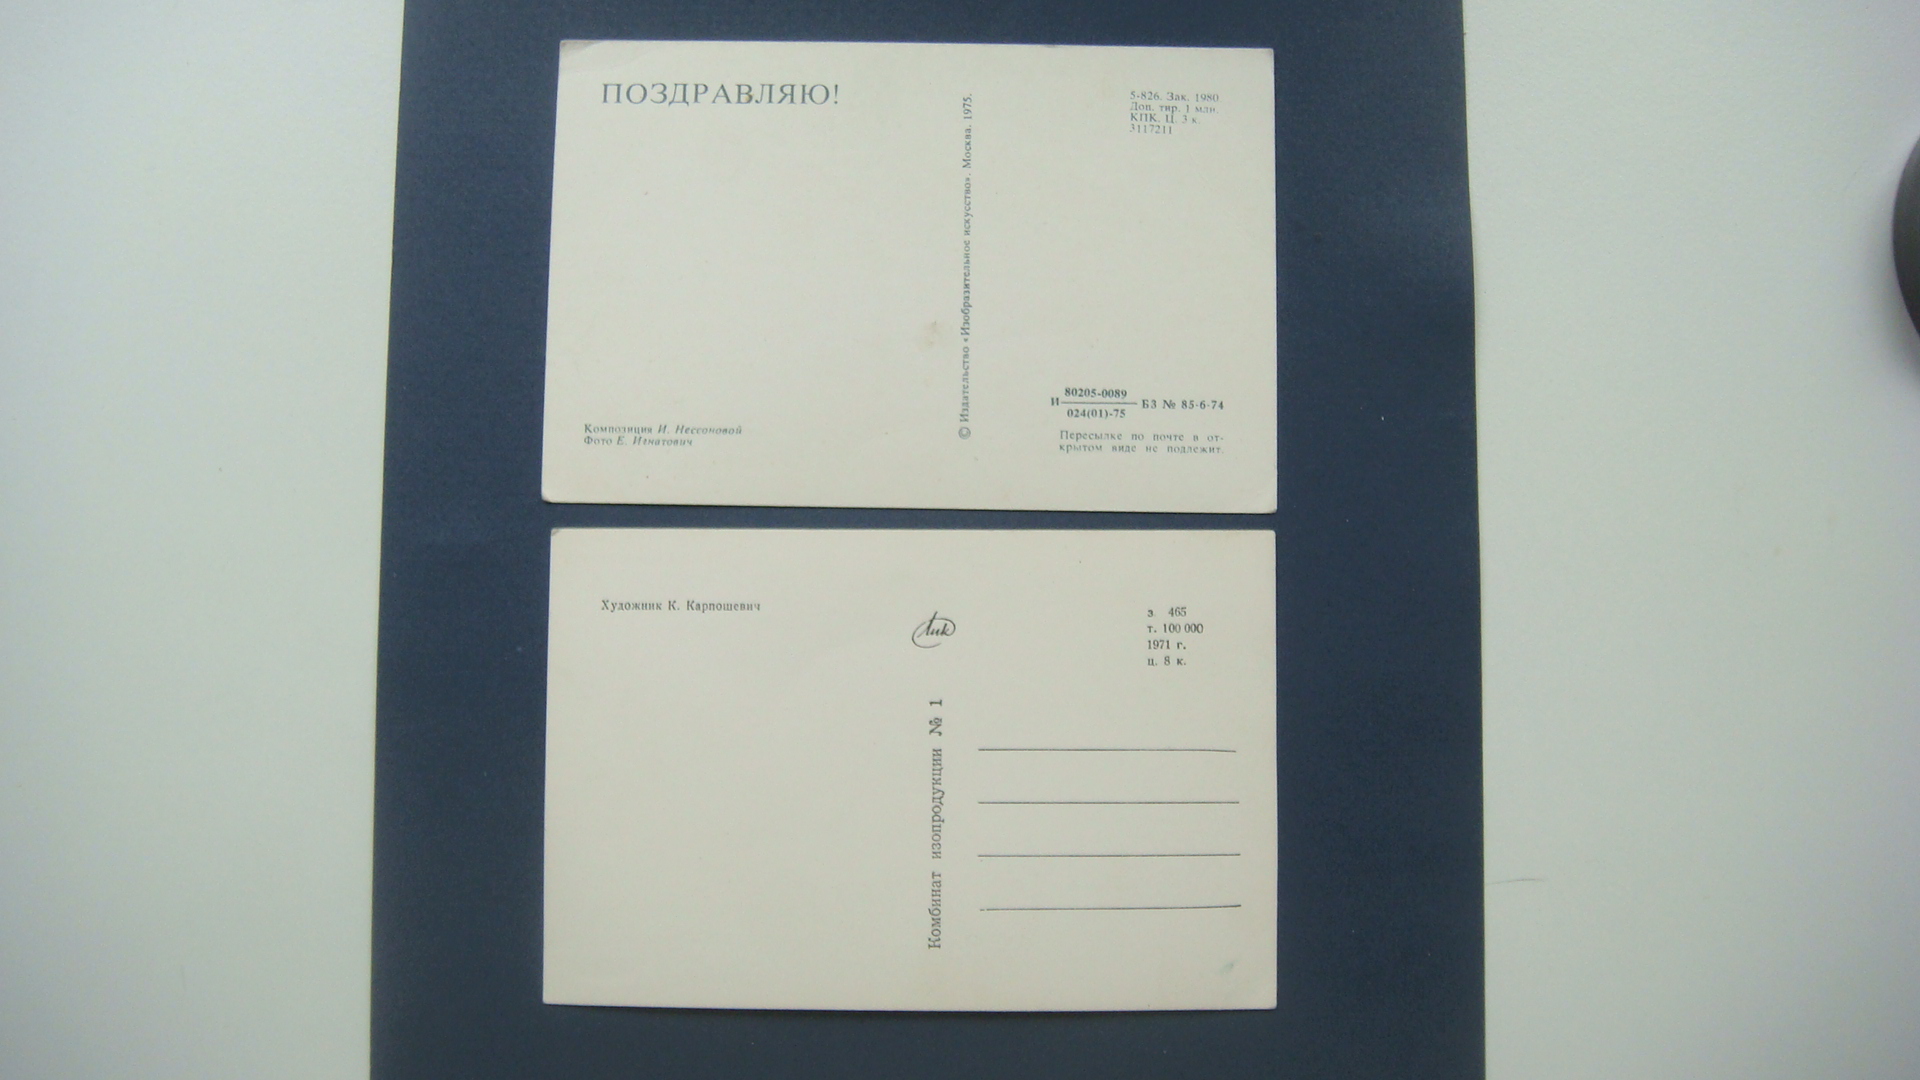 ПОЗДРАВЛЯЮ!
5-826. Зак. 1980
Доп. тир. 1 млн.
КПК. Ц. 3 к.
3117211
© Издательство «Изобразительное искусство». Москва. 1975.
Композиция И. Нессоновой
Фото Е. Игнатович
И 80205-0089 БЗ № 85-6-74
024(01)-75
Пересылке по почте в от-
крытом виде не подлежит.
Художник К. Карпошевич
Лик
з. 465
т. 100 000
1971 г.
ц. 8 к.
Комбинат изопродукции № 1